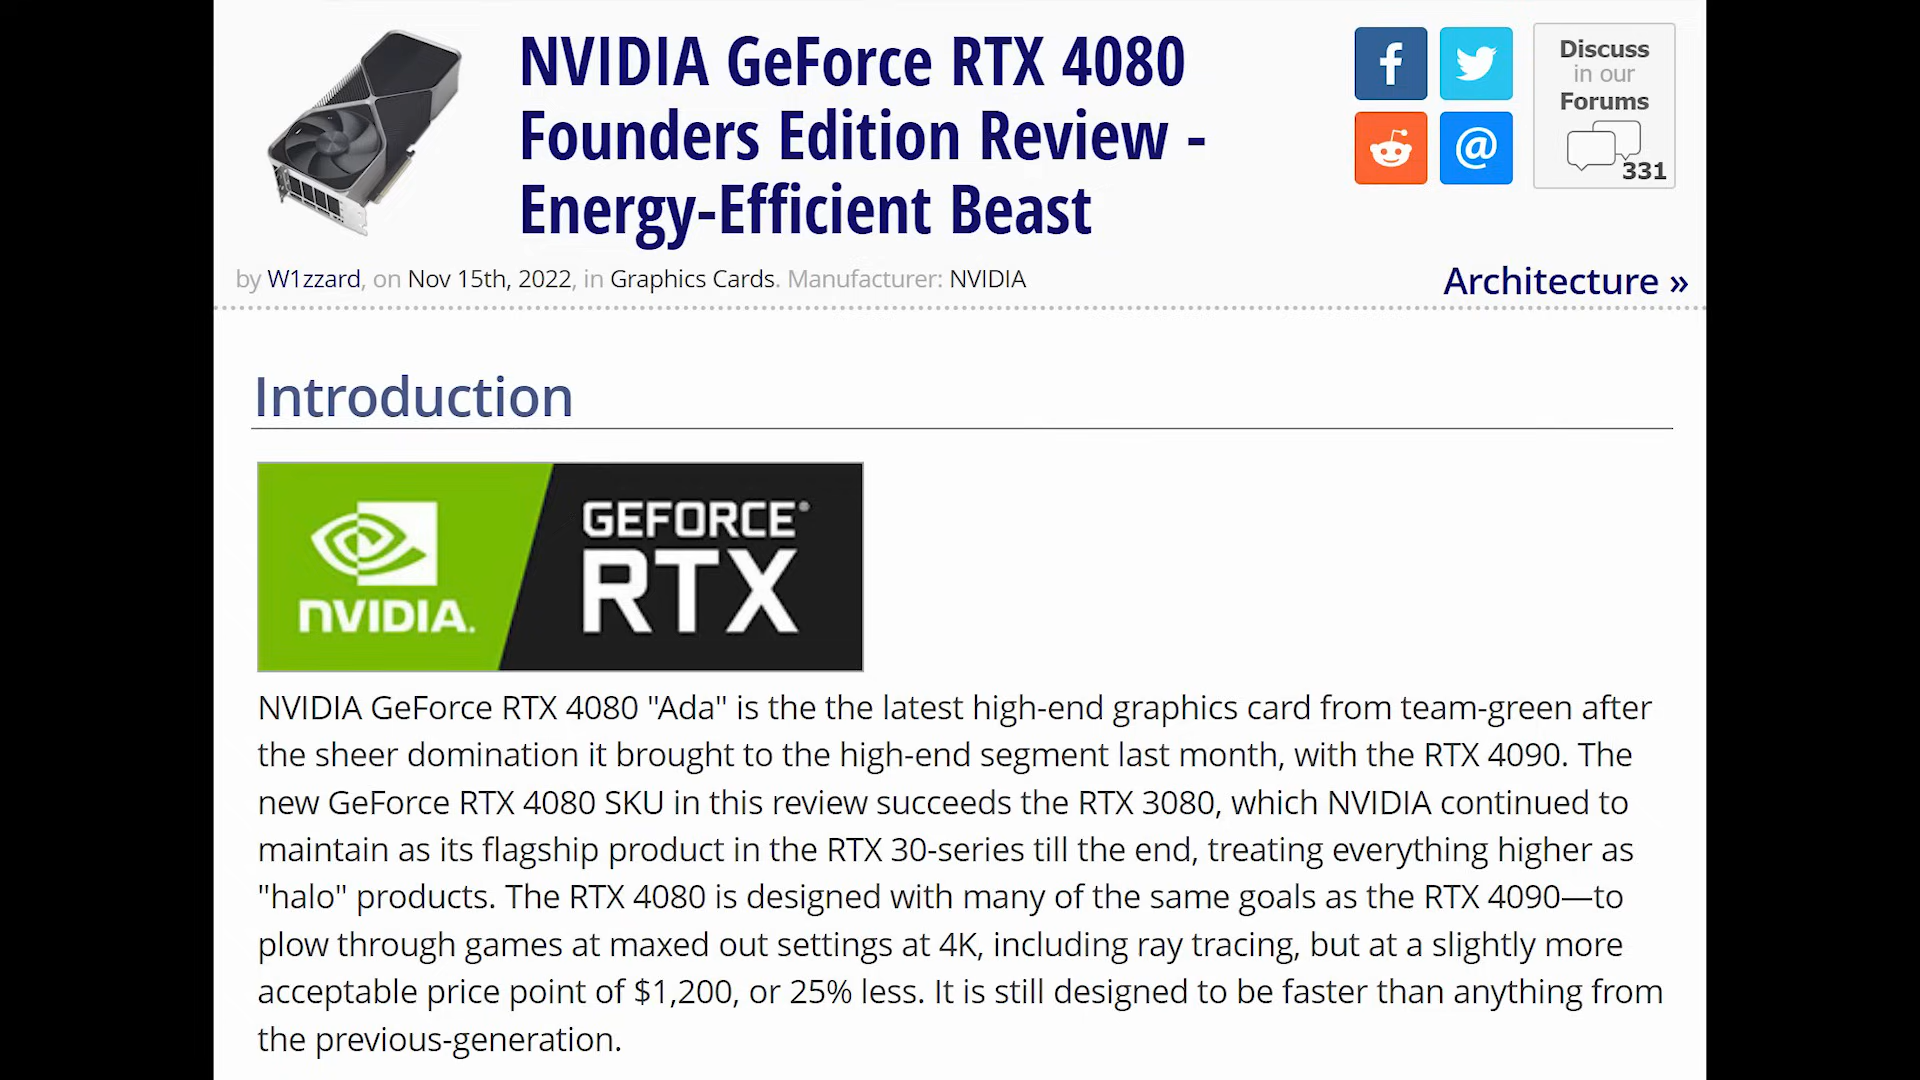 NVIDIA GeForce RTX 4080
Founders Edition Review -
Energy-Efficient Beast
Discuss
in our
Forums
331
by W1zzard, on Nov 15th, 2022, in Graphics Cards. Manufacturer: NVIDIA
Architecture »
Introduction
NVIDIA.
GEFORCE®
RTX
NVIDIA GeForce RTX 4080 "Ada" is the the latest high-end graphics card from team-green after
the sheer domination it brought to the high-end segment last month, with the RTX 4090. The
new GeForce RTX 4080 SKU in this review succeeds the RTX 3080, which NVIDIA continued to
maintain as its flagship product in the RTX 30-series till the end, treating everything higher as
"halo" products. The RTX 4080 is designed with many of the same goals as the RTX 4090—to
plow through games at maxed out settings at 4K, including ray tracing, but at a slightly more
acceptable price point of $1,200, or 25% less. It is still designed to be faster than anything from
the previous-generation.